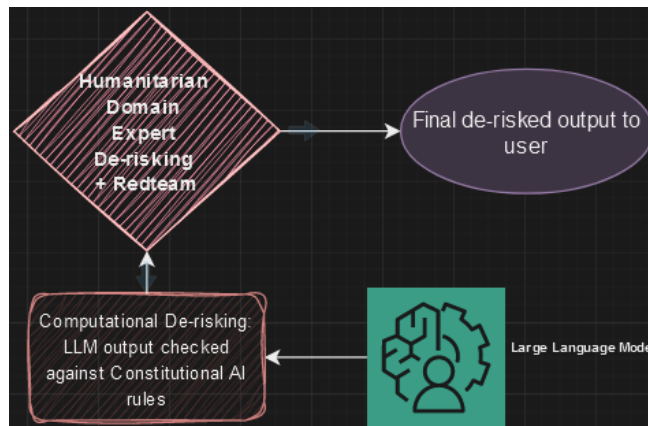 Humanitarian
Domain
Expert
De-risking
+ Redteam
Final de-risked output to
user
Computational De-risking:
LLM output checked
against Constitutional AI
rules
Large Language Mode